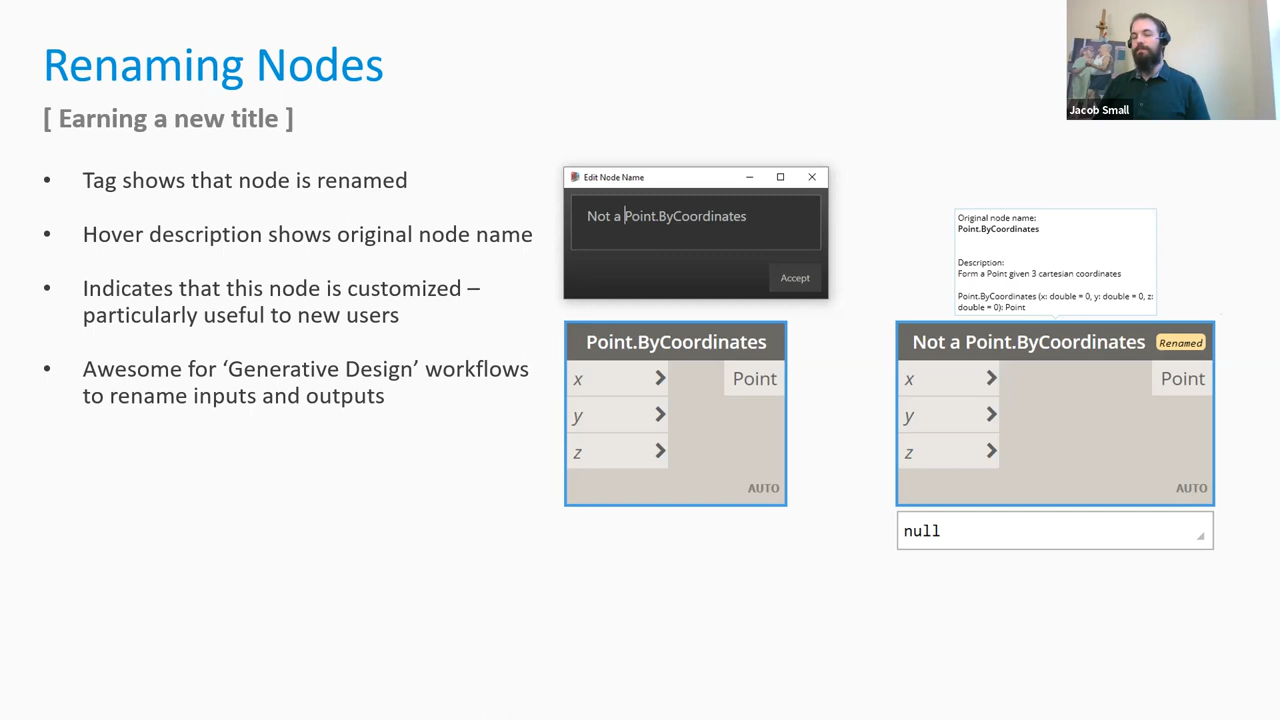 Renaming Nodes
[ Earning a new title ]
• Tag shows that node is renamed
• Hover description shows original node name
• Indicates that this node is customized –
particularly useful to new users
• Awesome for ‘Generative Design’ workflows
to rename inputs and outputs
Edit Node Name
Not a Point.ByCoordinates
Accept
Point.ByCoordinates
x
Point
y
z
AUTO
Original node name:
Point.ByCoordinates
Description:
Form a Point given 3 cartesian coordinates
Point.ByCoordinates (x: double = 0, y: double = 0, z:
double = 0): Point
Not a Point.ByCoordinates Renamed
x
Point
y
z
AUTO
null
Jacob Small